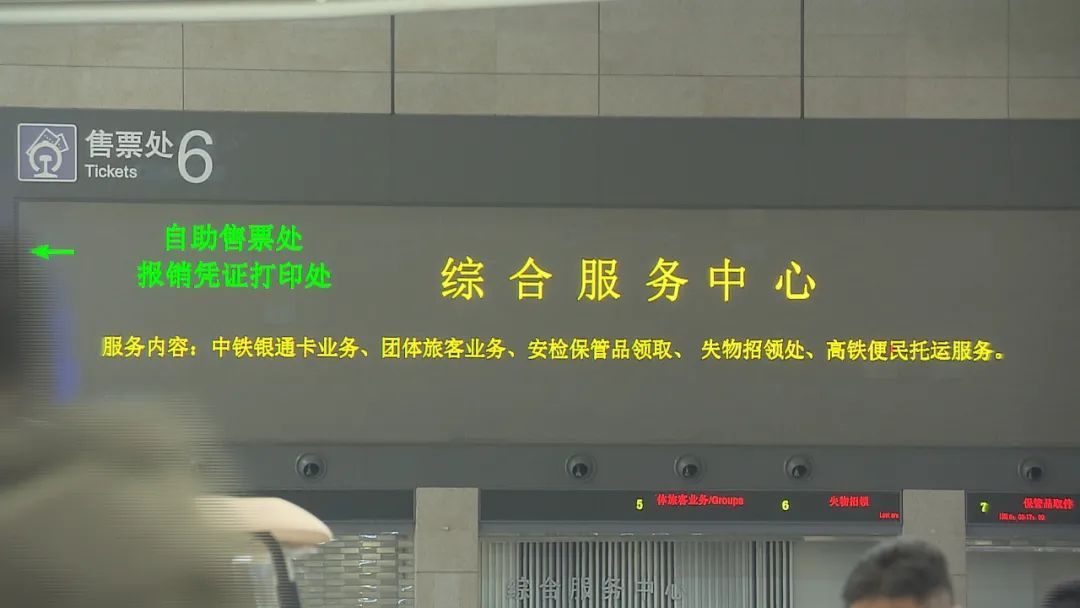 售票处 6
Tickets
自助售票处
报销凭证打印处
综合服务中心
服务内容：中铁银通卡业务、团体旅客业务、安检保管品领取、失物招领处、高铁便民托运服务。
5 体旅客业务/Groups
6 失物招领
7 保管品取件
综合服务中心